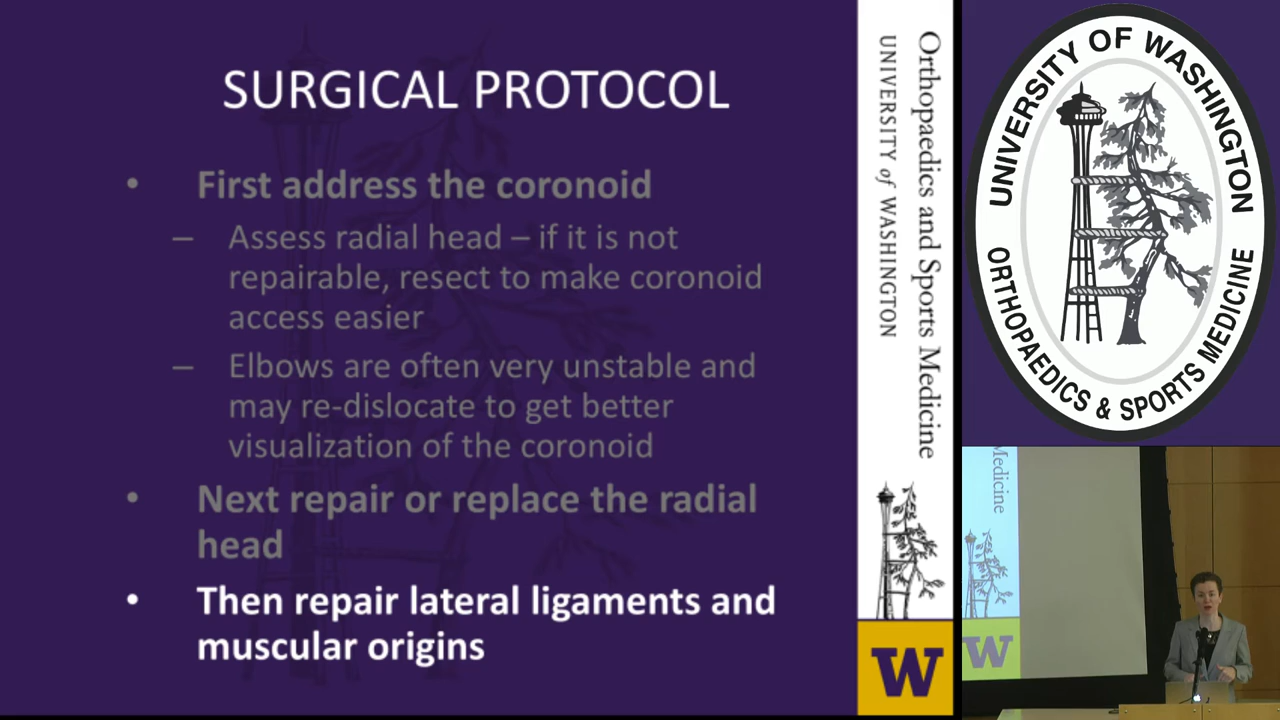 SURGICAL PROTOCOL
• First address the coronoid
– Assess radial head – if it is not
repairable, resect to make coronoid
access easier
– Elbows are often very unstable and
may re-dislocate to get better
visualization of the coronoid
• Next repair or replace the radial
head
• Then repair lateral ligaments and
muscular origins
Orthopaedics and Sports Medicine
UNIVERSITY of WASHINGTON
W
UNIVERSITY OF WASHINGTON
ORTHOPAEDICS & SPORTS MEDICINE
Medicine
W